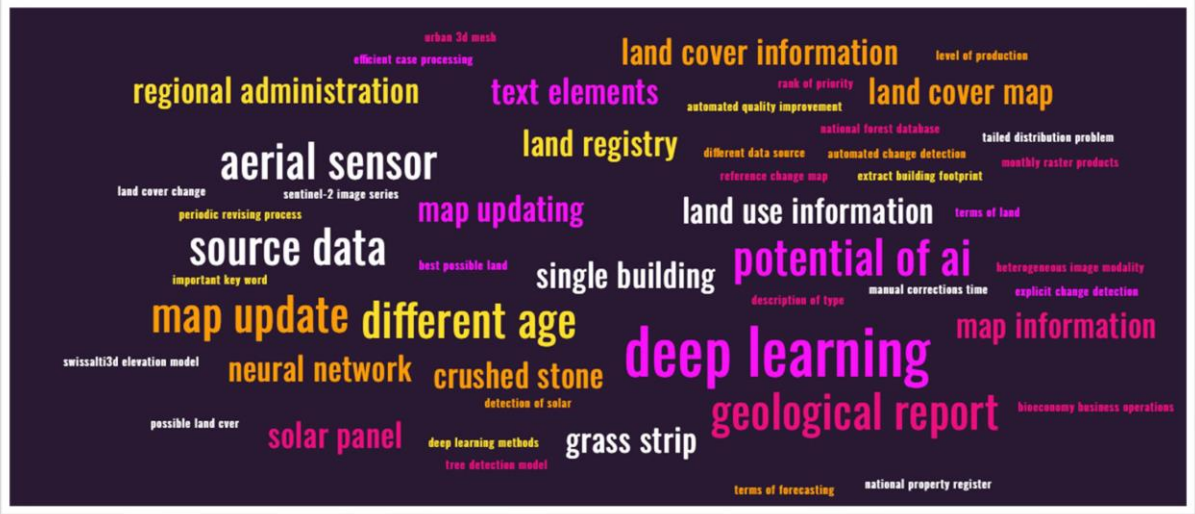 urban 3d mesh
land cover information
level of production
efficient case processing
regional administration
text elements
rank of priority
land cover map
automated quality improvement
national forest database
tailed distribution problem
land registry
different data source
automated change detection
monthly raster products
aerial sensor
reference change map
extract building footprint
land cover change
sentinel-2 image series
map updating
land use information
terms of land
periodic revising process
source data
best possible land
single building
potential of ai
heterogeneous image modality
important key word
manual corrections time
explicit change detection
description of type
map update
different age
map information
deep learning
swissalti3d elevation model
neural network
crushed stone
detection of solar
geological report
bioeconomy business operations
possible land cver
solar panel
deep learning methods
grass strip
tree detection model
terms of forecasting
national property register